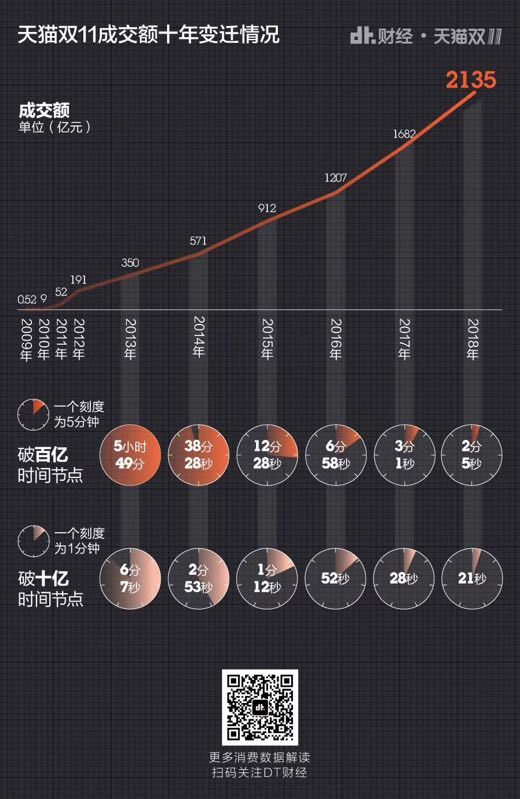 天猫双11成交额十年变迁情况
dt.财经·天猫双11
2135
成交额
单位（亿元）
1682
1207
912
571
350
191
52
9
0.52
2009年
2010年
2011年
2012年
2013年
2014年
2015年
2016年
2017年
2018年
一个刻度
为5分钟
破百亿
时间节点
5小时
49分
38分
28秒
12分
28秒
6分
58秒
3分
1秒
2分
5秒
一个刻度
为1分钟
破十亿
时间节点
6分
7秒
2分
53秒
1分
12秒
52秒
28秒
21秒
dt.
更多消费数据解读
扫码关注DT财经